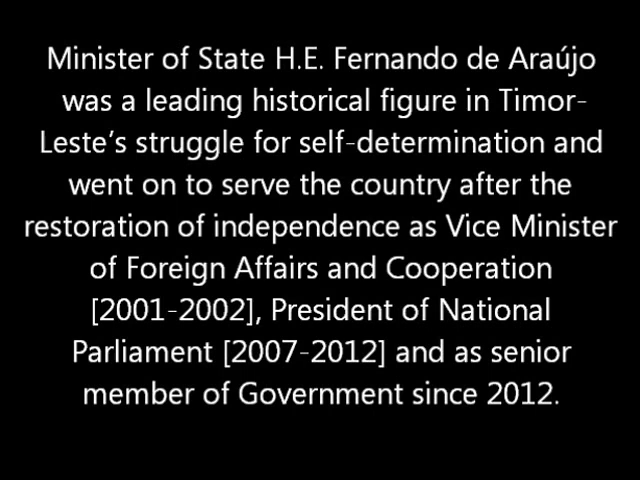 Minister of State H.E. Fernando de Araújo
was a leading historical figure in Timor-
Leste’s struggle for self-determination and
went on to serve the country after the
restoration of independence as Vice Minister
of Foreign Affairs and Cooperation
[2001-2002], President of National
Parliament [2007-2012] and as senior
member of Government since 2012.